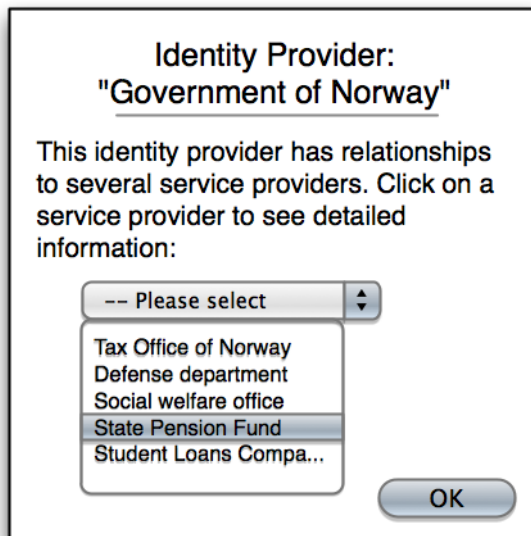 Identity Provider:
"Government of Norway"
This identity provider has relationships
to several service providers. Click on a
service provider to see detailed
information:
-- Please select
Tax Office of Norway
Defense department
Social welfare office
State Pension Fund
Student Loans Compa...
OK